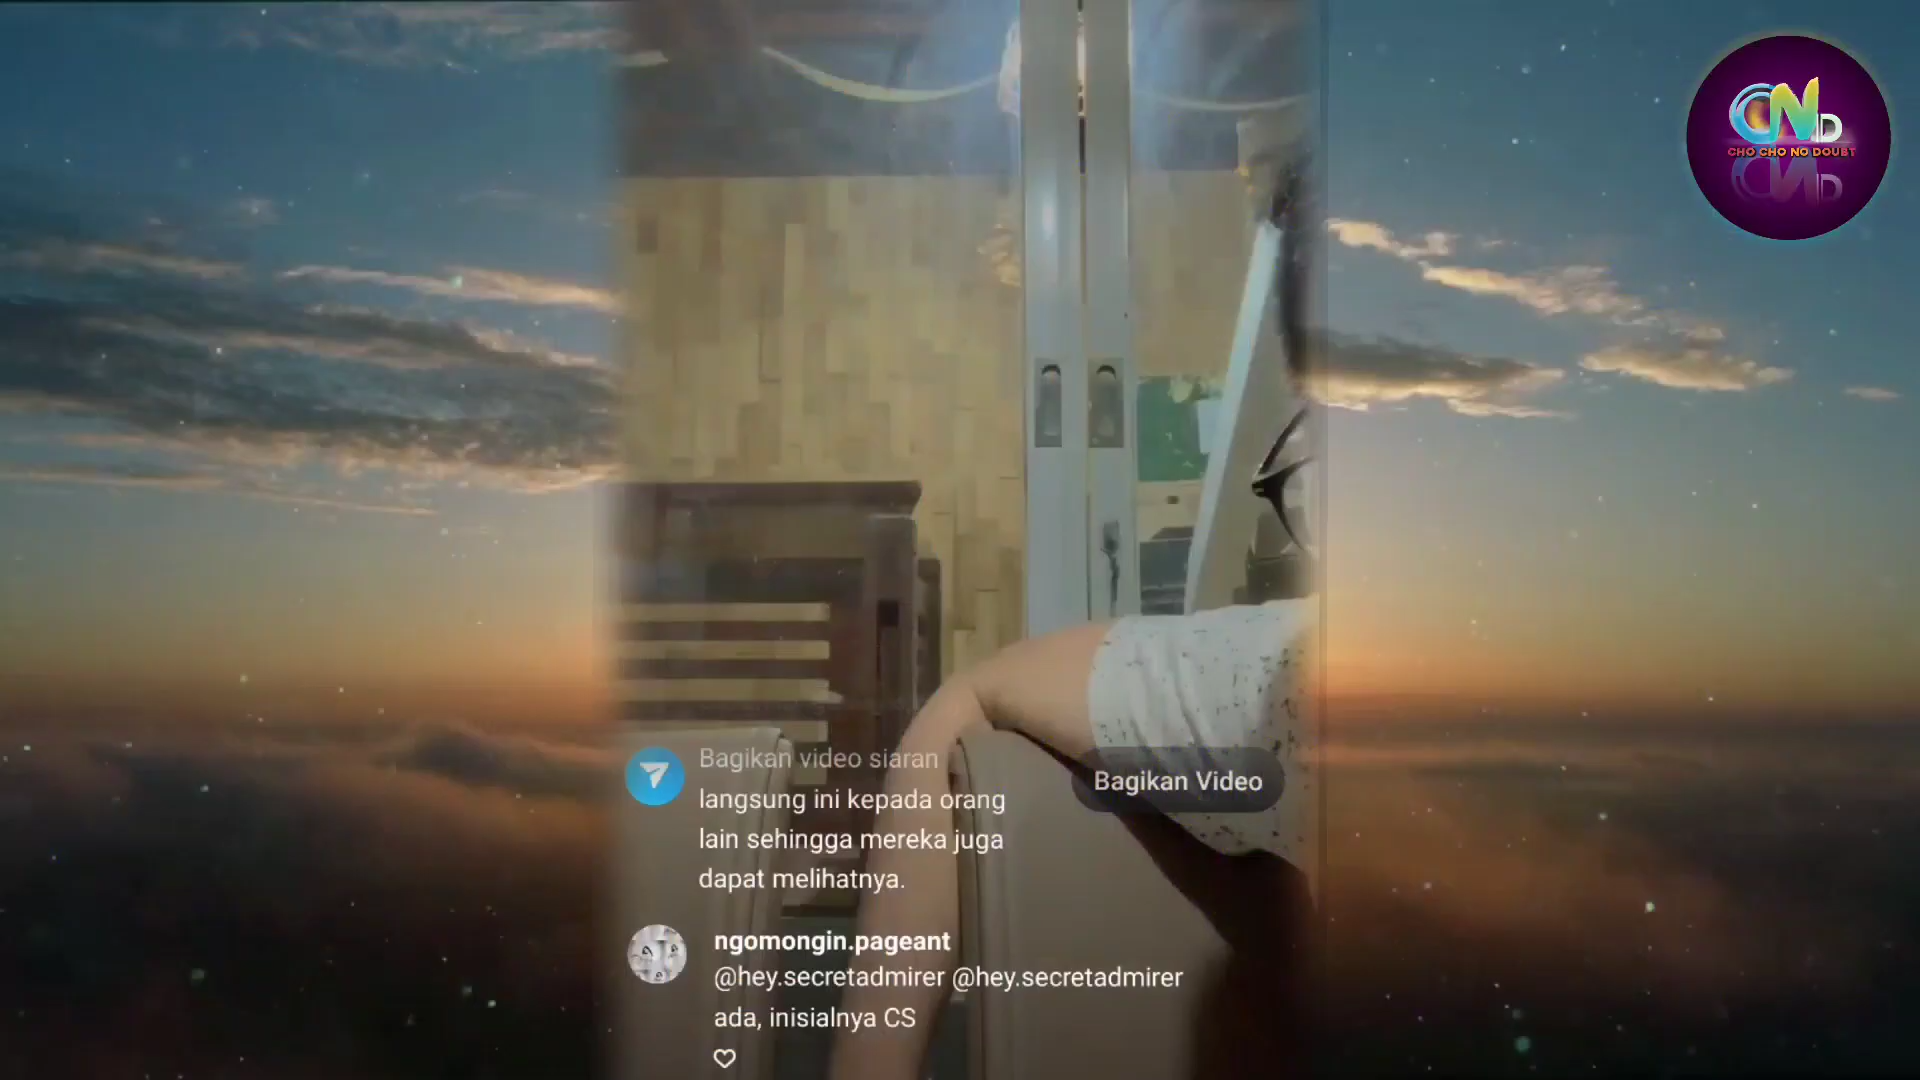 CND
CHO CHO NO DOUBT
Bagikan video siaran
langsung ini kepada orang
lain sehingga mereka juga
dapat melihatnya.
Bagikan Video
ngomongin.pageant
@hey.secretadmirer @hey.secretadmirer
ada, inisialnya CS